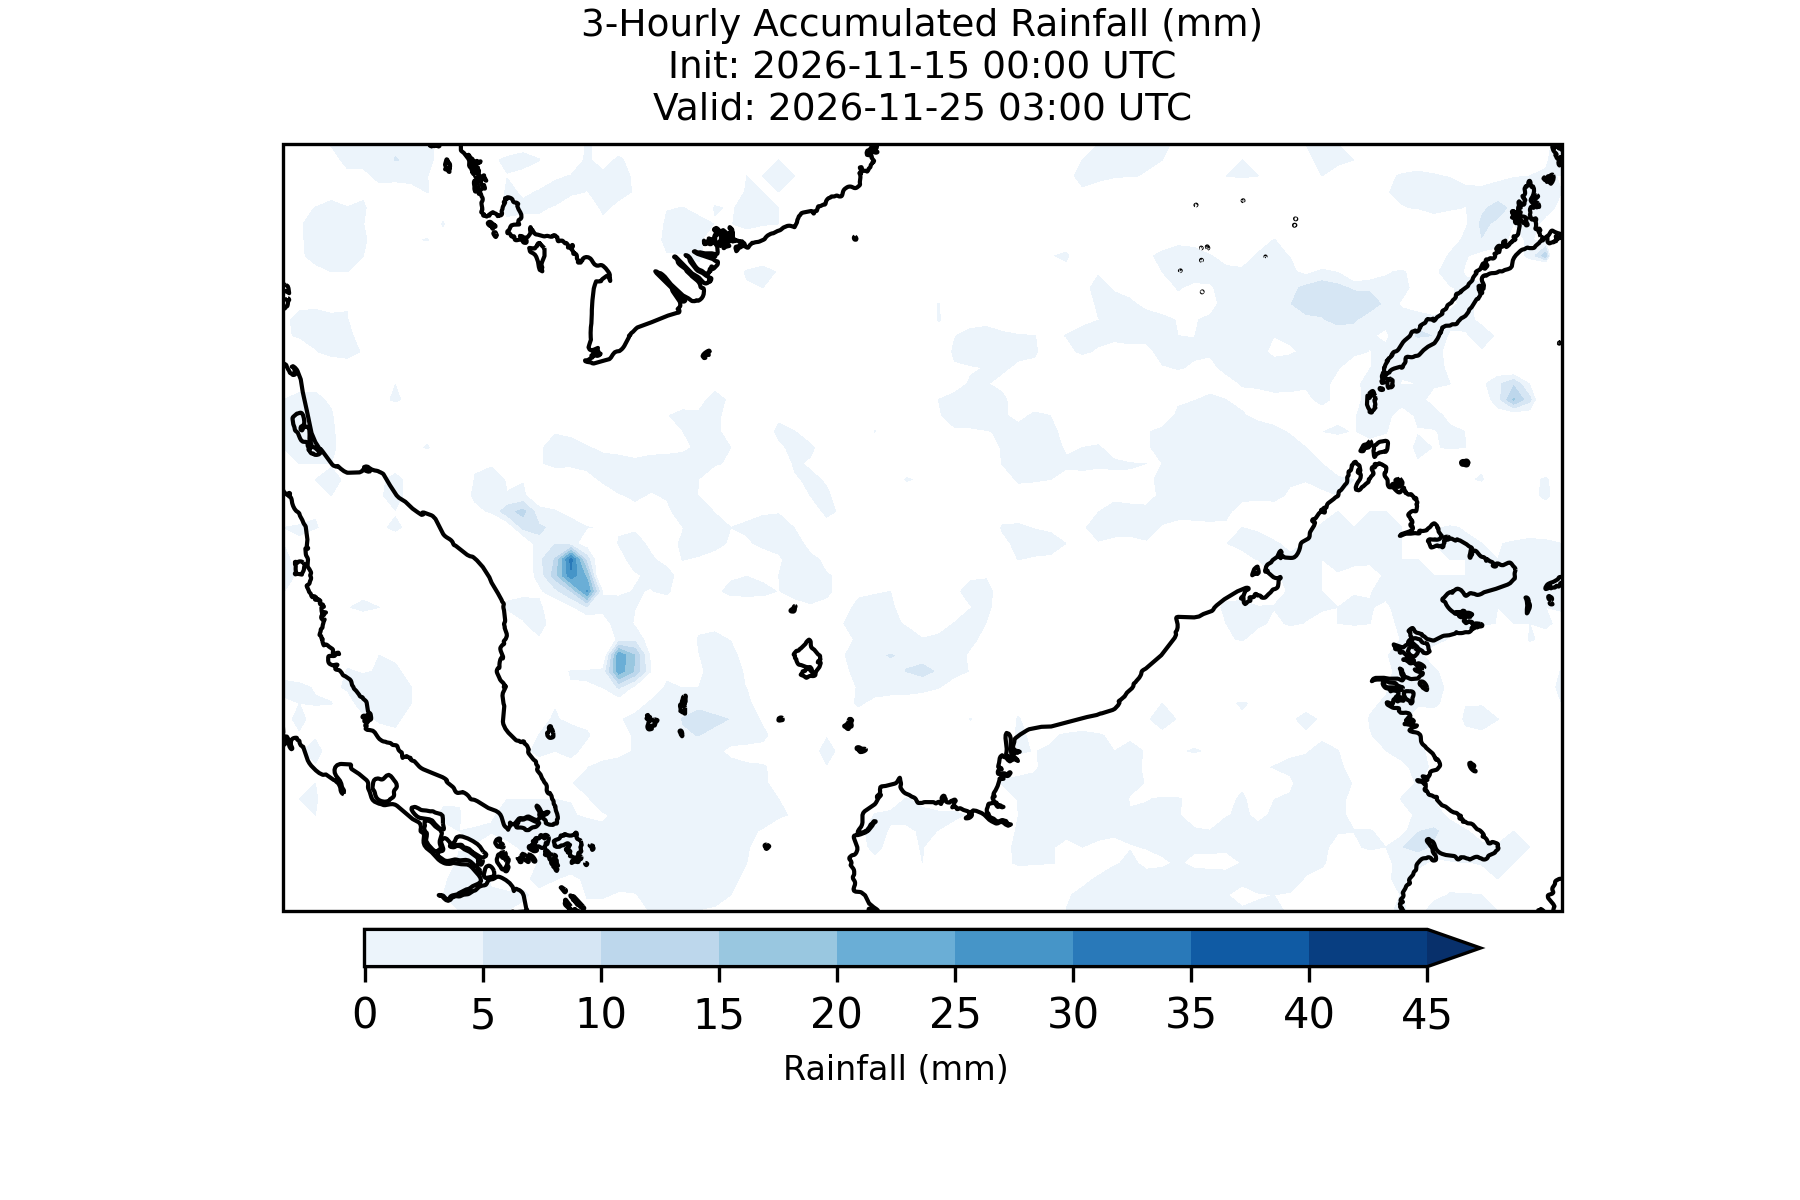 3-Hourly Accumulated Rainfall (mm)
Init: 2026-11-15 00:00 UTC
Valid: 2026-11-25 03:00 UTC
0 5 10 15 20 25 30 35 40 45
Rainfall (mm)